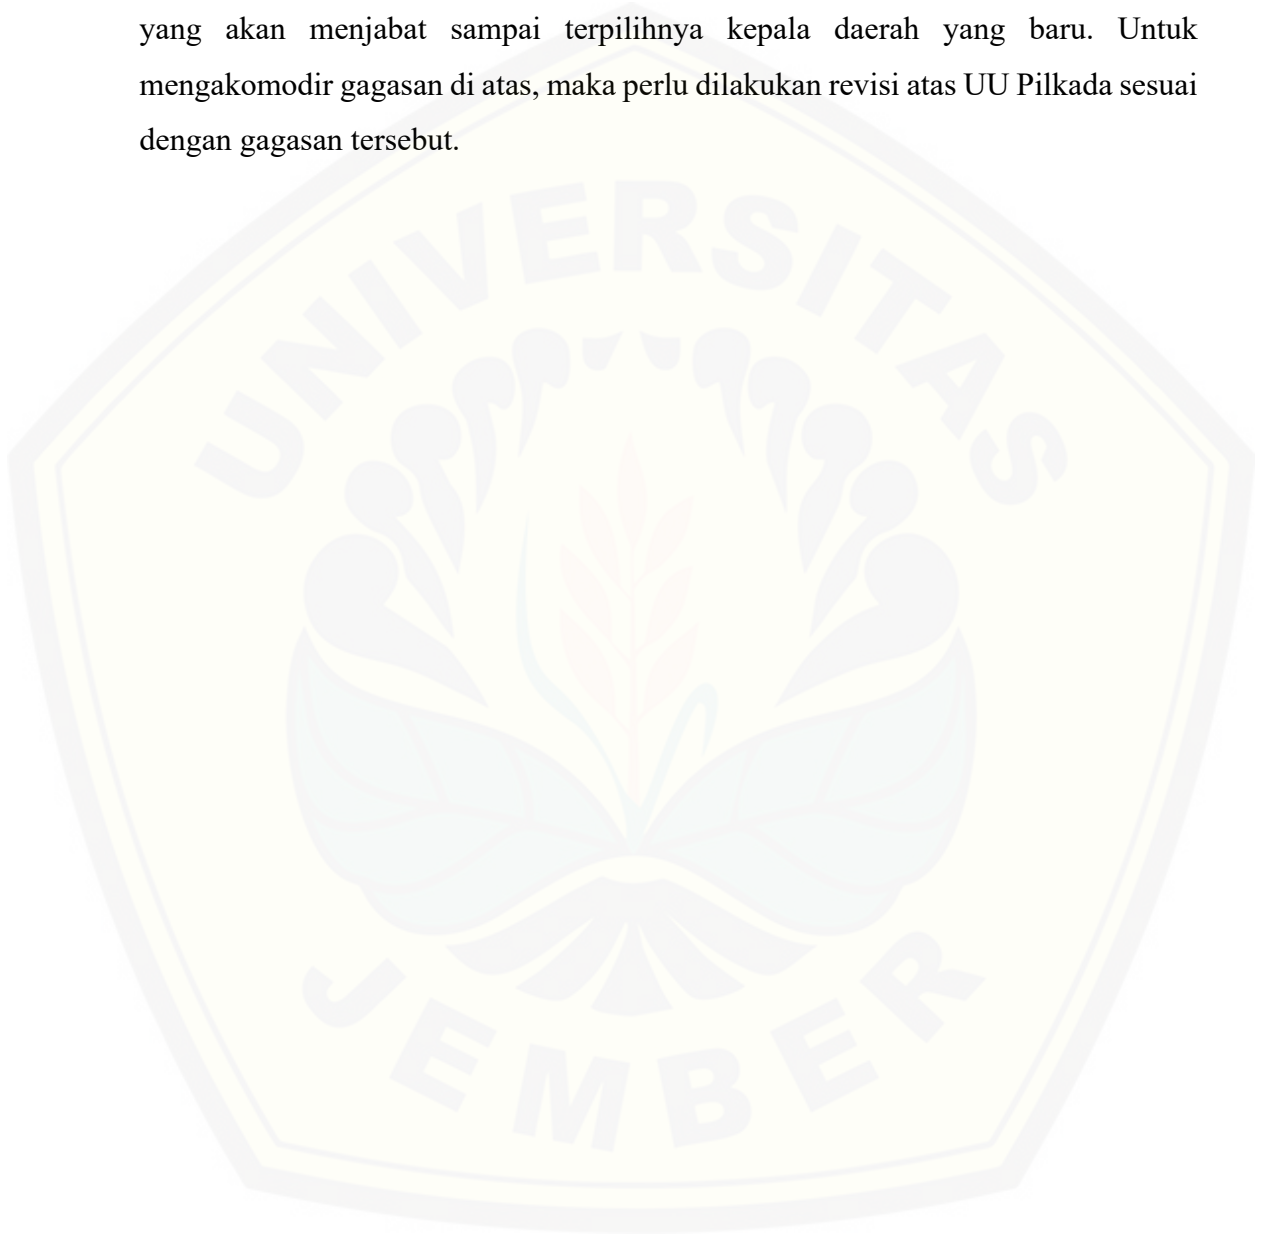 yang akan menjabat sampai terpilihnya kepala daerah yang baru. Untuk
mengakomodir gagasan di atas, maka perlu dilakukan revisi atas UU Pilkada sesuai
dengan gagasan tersebut.
UNIVERSITAS
JEMBER